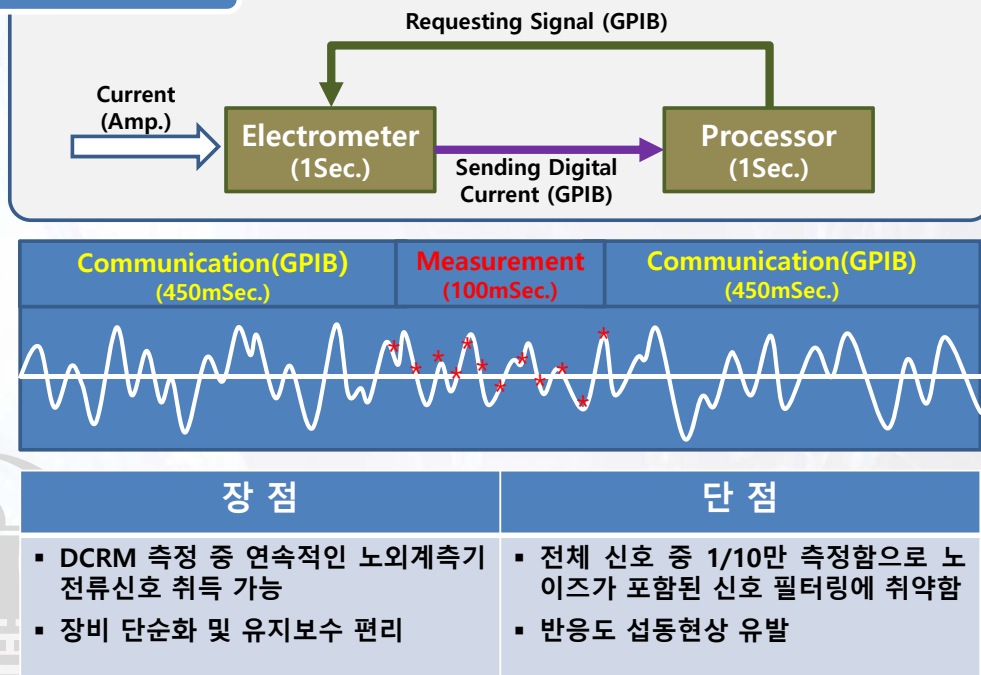 Requesting Signal (GPIB)
Current
(Amp.)
Electrometer
(1Sec.)
Sending Digital
Current (GPIB)
Processor
(1Sec.)
Communication(GPIB)
(450mSec.)
Measurement
(100mSec.)
Communication(GPIB)
(450mSec.)
장 점
단 점
▪ DCRM 측정 중 연속적인 노외계측기
전류신호 취득 가능
▪ 장비 단순화 및 유지보수 편리
▪ 전체 신호 중 1/10만 측정함으로 노
이즈가 포함된 신호 필터링에 취약함
▪ 반응도 섭동현상 유발